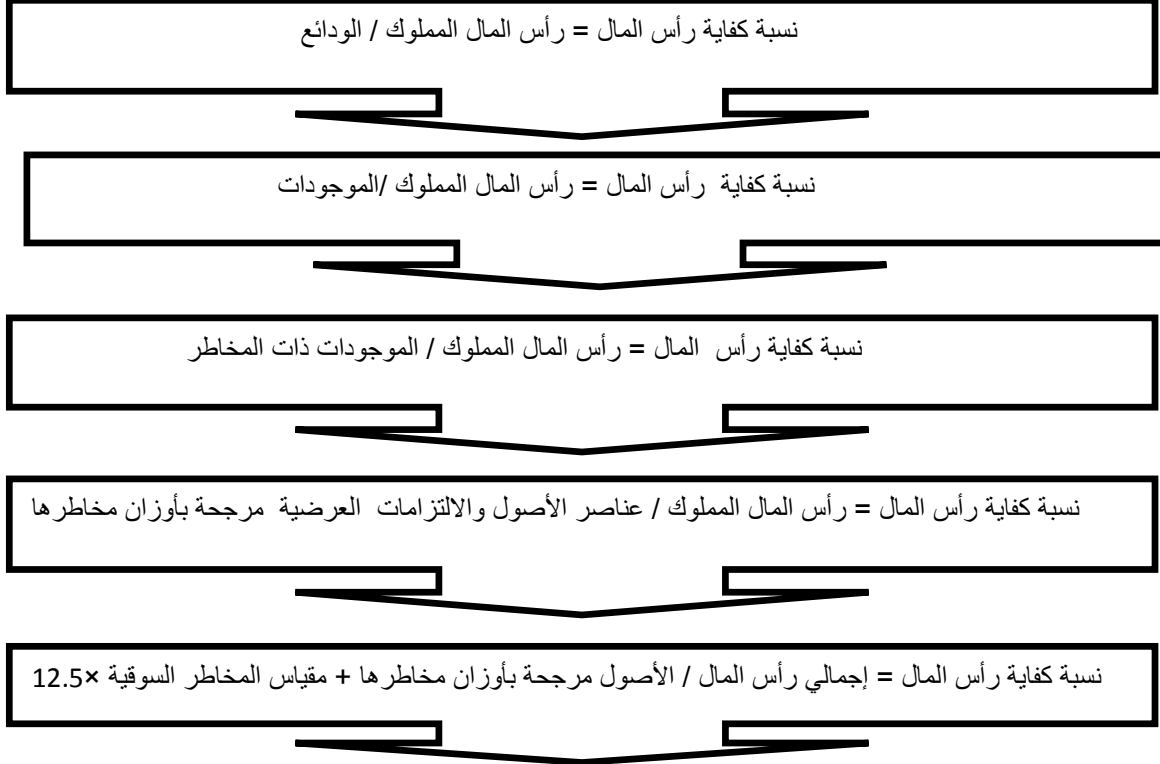 نسبة كفاية رأس المال = رأس المال المملوك / الودائع
نسبة كفاية رأس المال = رأس المال المملوك /الموجودات
نسبة كفاية رأس المال = رأس المال المملوك / الموجودات ذات المخاطر
نسبة كفاية رأس المال = رأس المال المملوك / عناصر الأصول والالتزامات العرضية مرجحة بأوزان مخاطرها
نسبة كفاية رأس المال = إجمالي رأس المال / الأصول مرجحة بأوزان مخاطرها + مقياس المخاطر السوقية ×12.5